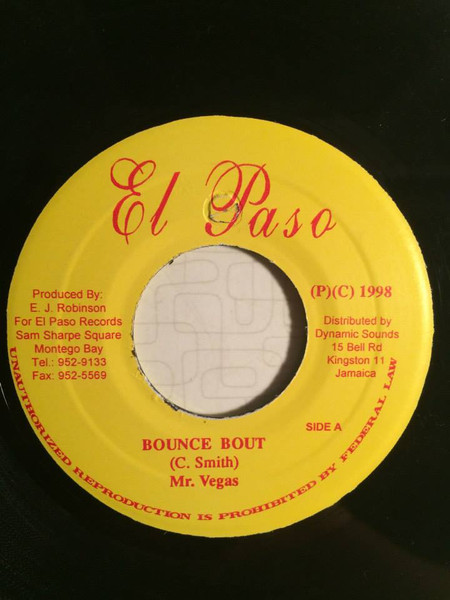 El Paso
Produced By:
E. J. Robinson
For El Paso Records
Sam Sharpe Square
Montego Bay
Tel.: 952-9133
Fax: 952-5569
(P)(C) 1998
Distributed by
Dynamic Sounds
15 Bell Rd
Kingston 11
Jamaica
SIDE A
BOUNCE BOUT
(C. Smith)
Mr. Vegas
UNAUTHORIZED REPRODUCTION IS PROHIBITED BY FEDERAL LAW